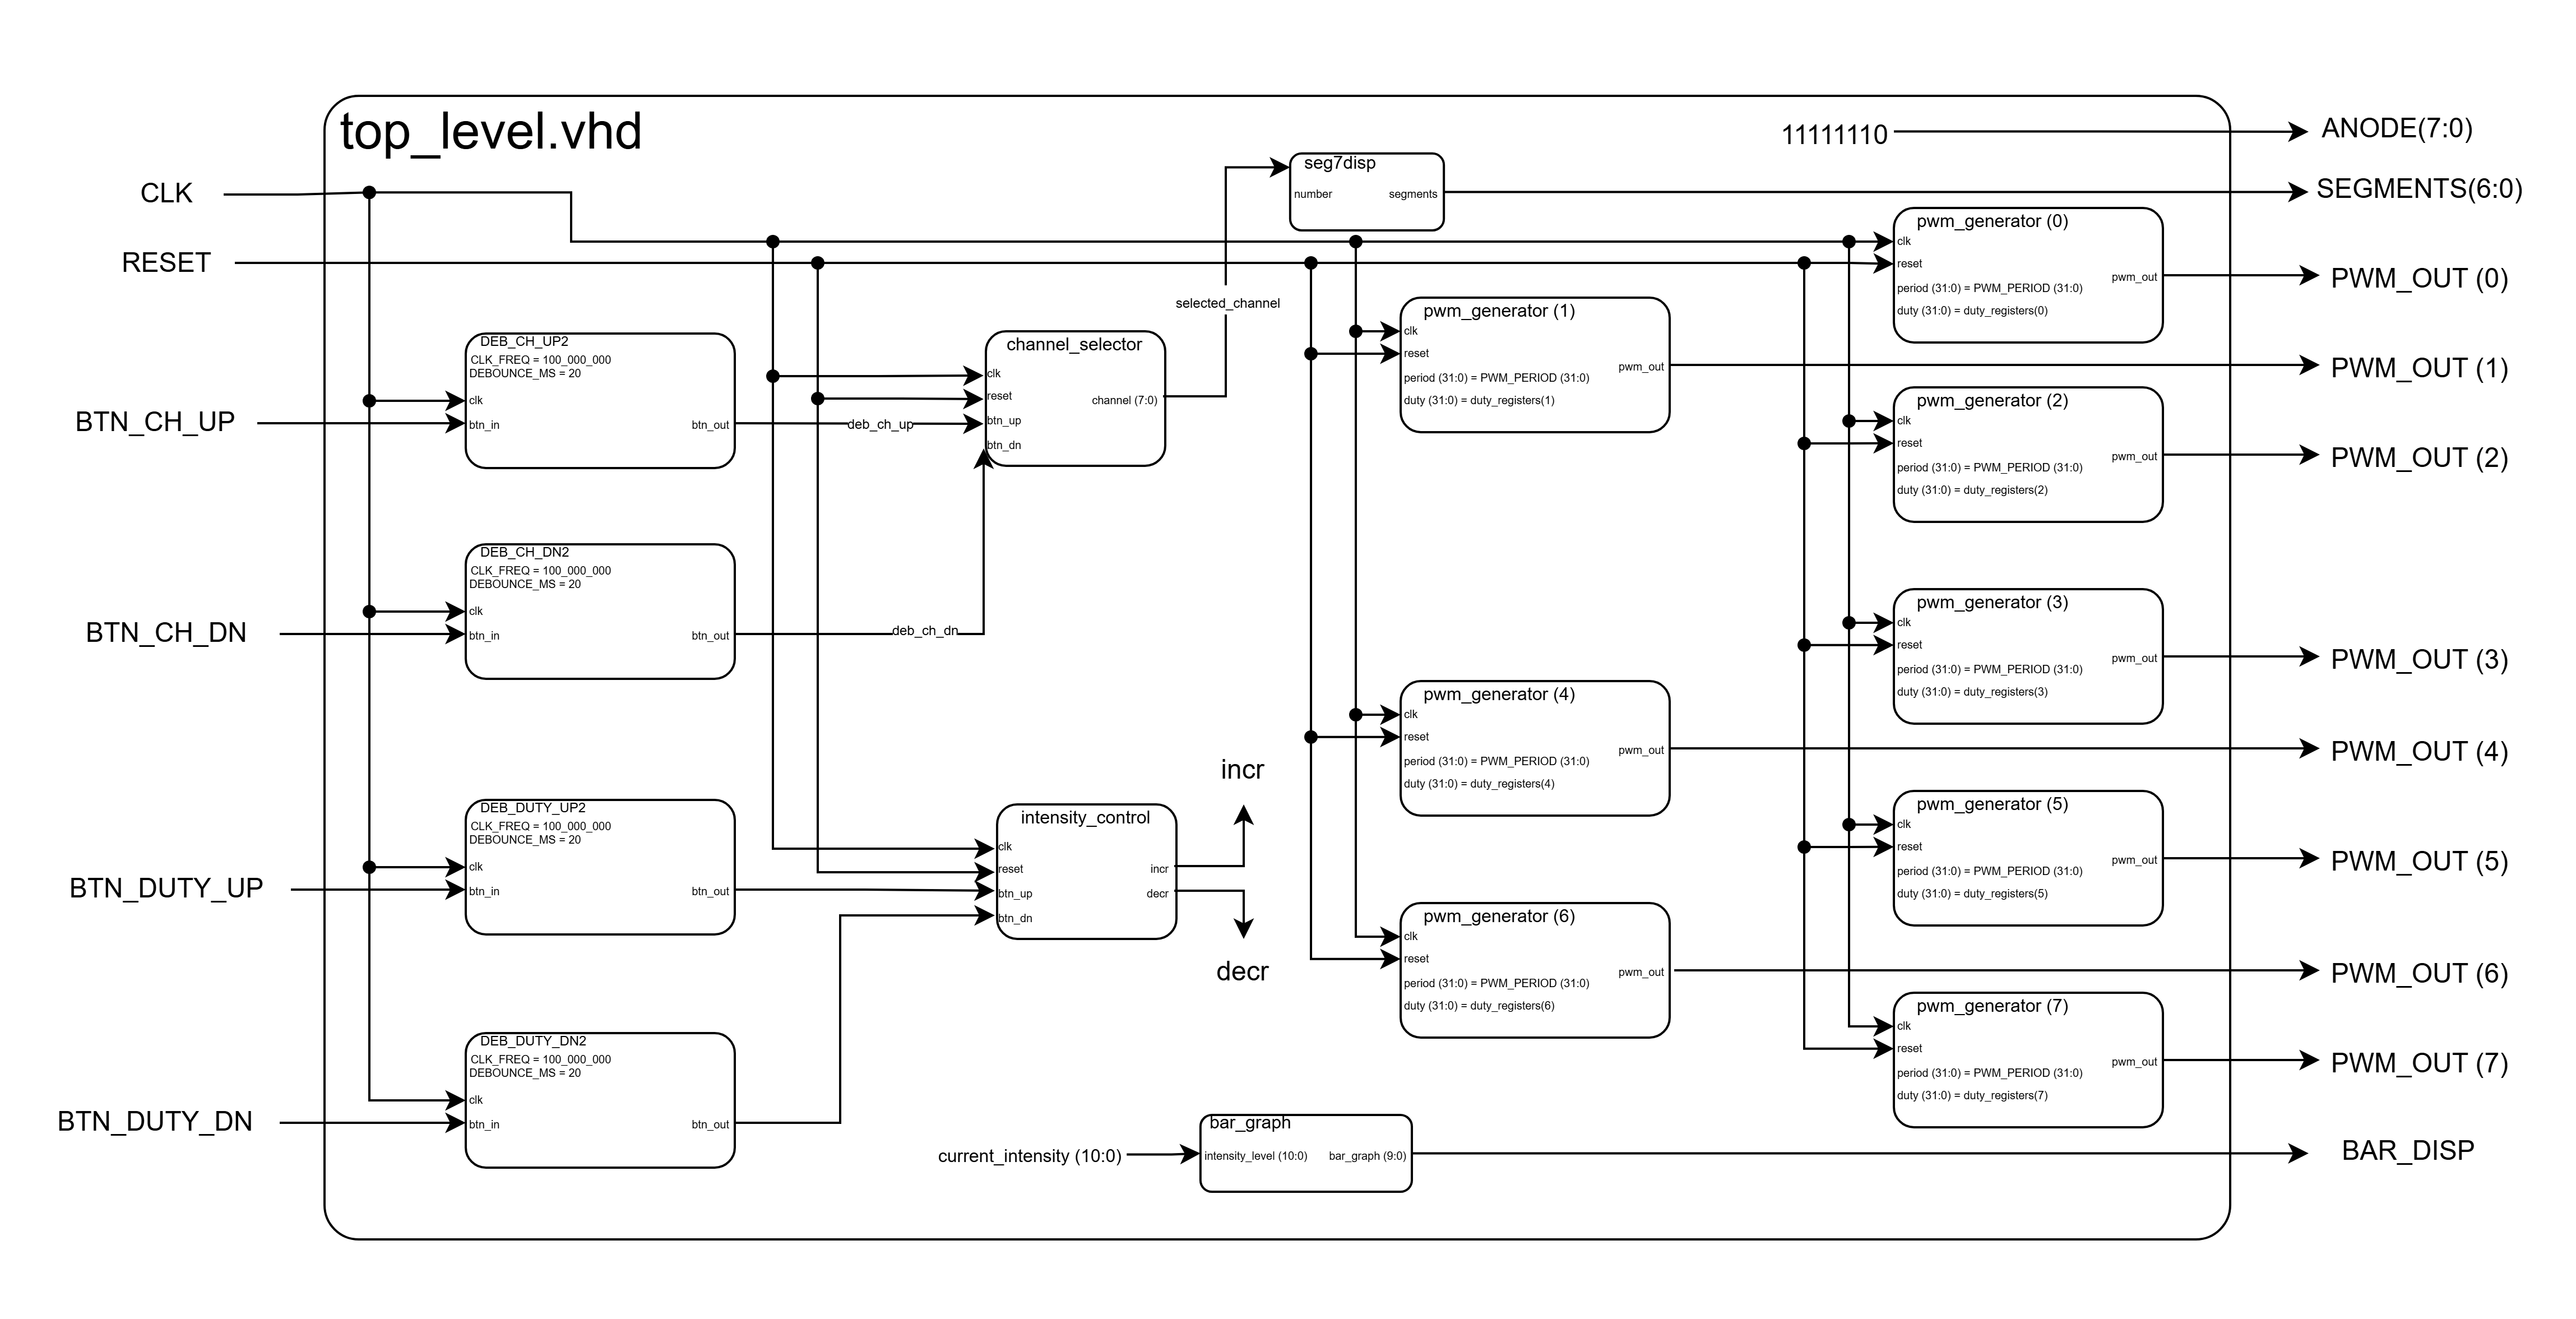 top_level.vhd
CLK
RESET
BTN_CH_UP
BTN_CH_DN
BTN_DUTY_UP
BTN_DUTY_DN
DEB_CH_UP2
CLK_FREQ = 100_000_000
DEBOUNCE_MS = 20
clk
btn_in
btn_out
deb_ch_up
DEB_CH_DN2
CLK_FREQ = 100_000_000
DEBOUNCE_MS = 20
clk
btn_in
btn_out
deb_ch_dn
DEB_DUTY_UP2
CLK_FREQ = 100_000_000
DEBOUNCE_MS = 20
clk
btn_in
btn_out
DEB_DUTY_DN2
CLK_FREQ = 100_000_000
DEBOUNCE_MS = 20
clk
btn_in
btn_out
channel_selector
clk
reset
btn_up
btn_dn
channel (7:0)
selected_channel
intensity_control
clk
reset
btn_up
btn_dn
incr
decr
incr
decr
seg7disp
number
segments
current_intensity (10:0)
bar_graph
intensity_level (10:0)
bar_graph (9:0)
pwm_generator (1)
clk
reset
period (31:0) = PWM_PERIOD (31:0)
duty (31:0) = duty_registers(1)
pwm_out
pwm_generator (4)
clk
reset
period (31:0) = PWM_PERIOD (31:0)
duty (31:0) = duty_registers(4)
pwm_out
pwm_generator (6)
clk
reset
period (31:0) = PWM_PERIOD (31:0)
duty (31:0) = duty_registers(6)
pwm_out
11111110
pwm_generator (0)
clk
reset
period (31:0) = PWM_PERIOD (31:0)
duty (31:0) = duty_registers(0)
pwm_out
pwm_generator (2)
clk
reset
period (31:0) = PWM_PERIOD (31:0)
duty (31:0) = duty_registers(2)
pwm_out
pwm_generator (3)
clk
reset
period (31:0) = PWM_PERIOD (31:0)
duty (31:0) = duty_registers(3)
pwm_out
pwm_generator (5)
clk
reset
period (31:0) = PWM_PERIOD (31:0)
duty (31:0) = duty_registers(5)
pwm_out
pwm_generator (7)
clk
reset
period (31:0) = PWM_PERIOD (31:0)
duty (31:0) = duty_registers(7)
pwm_out
ANODE(7:0)
SEGMENTS(6:0)
PWM_OUT (0)
PWM_OUT (1)
PWM_OUT (2)
PWM_OUT (3)
PWM_OUT (4)
PWM_OUT (5)
PWM_OUT (6)
PWM_OUT (7)
BAR_DISP